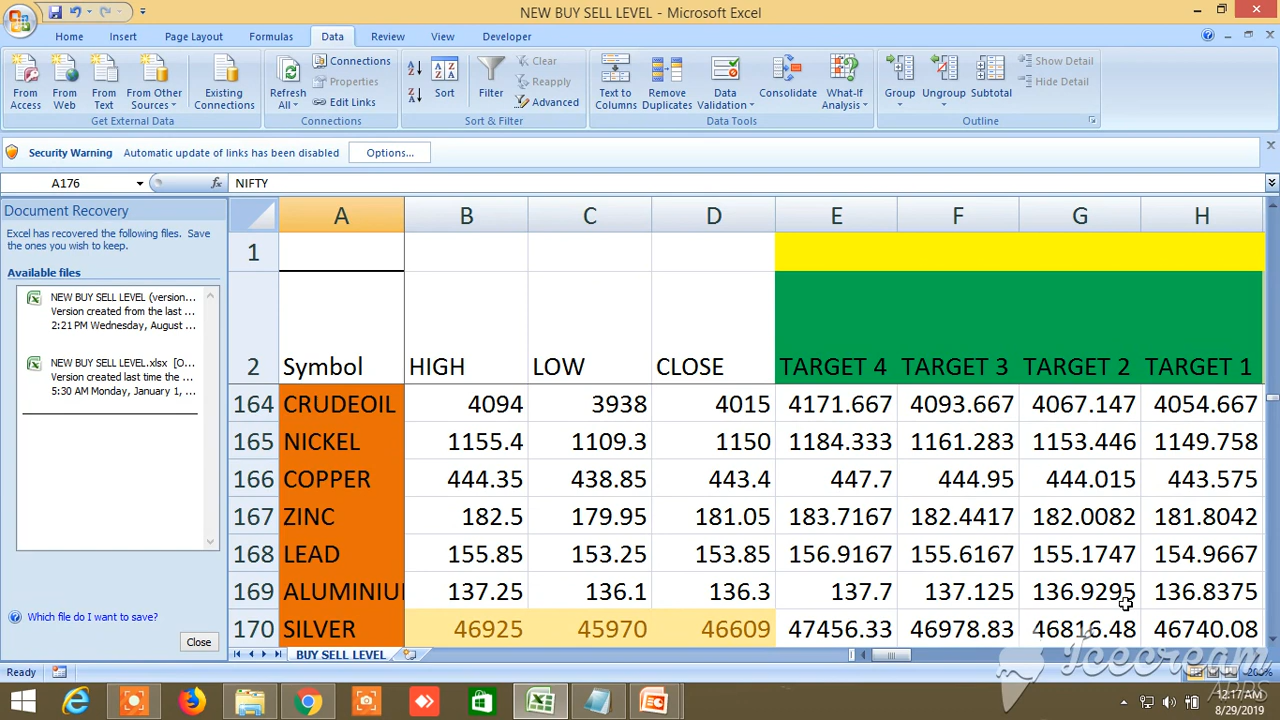 NEW BUY SELL LEVEL - Microsoft Excel
Home Insert Page Layout Formulas Data Review View Developer
From Access
From Web
From Text
From Other Sources
Existing Connections
Get External Data
Refresh All
Connections
Properties
Edit Links
Connections
Sort
Filter
Clear
Reapply
Advanced
Sort & Filter
Text to Columns
Remove Duplicates
Data Validation
Consolidate
What-If Analysis
Data Tools
Group
Ungroup
Subtotal
Show Detail
Hide Detail
Outline
Security Warning Automatic update of links has been disabled Options...
A176 fx NIFTY
Document Recovery
Excel has recovered the following files. Save
the ones you wish to keep.
Available files
NEW BUY SELL LEVEL (version...
Version created from the last ...
2:21 PM Wednesday, August ...
NEW BUY SELL LEVEL.xlsx [O...
Version created last time the ...
5:30 AM Monday, January 1, ...
Which file do I want to save?
Close
A B C D E F G H
1
2 Symbol HIGH LOW CLOSE TARGET 4 TARGET 3 TARGET 2 TARGET 1
164 CRUDEOIL 4094 3938 4015 4171.667 4093.667 4067.147 4054.667
165 NICKEL 1155.4 1109.3 1150 1184.333 1161.283 1153.446 1149.758
166 COPPER 444.35 438.85 443.4 447.7 444.95 444.015 443.575
167 ZINC 182.5 179.95 181.05 183.7167 182.4417 182.0082 181.8042
168 LEAD 155.85 153.25 153.85 156.9167 155.6167 155.1747 154.9667
169 ALUMINIU 137.25 136.1 136.3 137.7 137.125 136.9295 136.8375
170 SILVER 46925 45970 46609 47456.33 46978.83 46816.48 46740.08
BUY SELL LEVEL
Ready
200%
Icecream
APPS
12:17 AM
8/29/2019